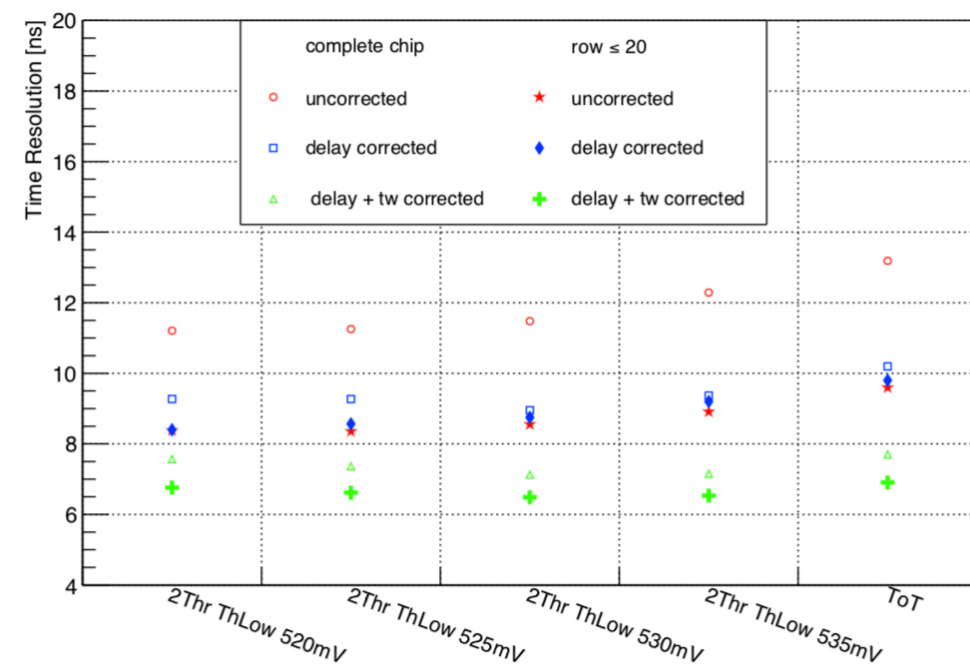 Time Resolution [ns]
20
18
16
14
12
10
8
6
4
complete chip row ≤ 20
uncorrected uncorrected
delay corrected delay corrected
delay + tw corrected delay + tw corrected
2Thr ThLow 520mV
2Thr ThLow 525mV
2Thr ThLow 530mV
2Thr ThLow 535mV
ToT